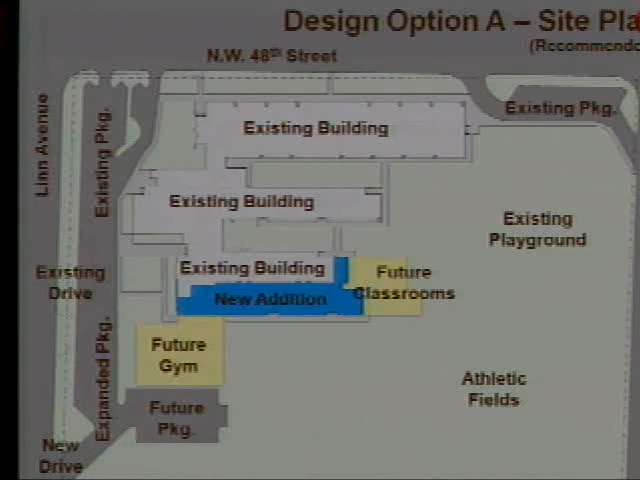 Design Option A – Site Pla
(Recommende
N.W. 48th Street
Existing Pkg.
Linn Avenue
Existing Pkg.
Existing Building
Existing Building
Existing
Playground
Existing Building
Future
Classrooms
Existing
Drive
New Addition
Expanded Pkg.
Future
Gym
Athletic
Fields
Future
Pkg.
New
Drive